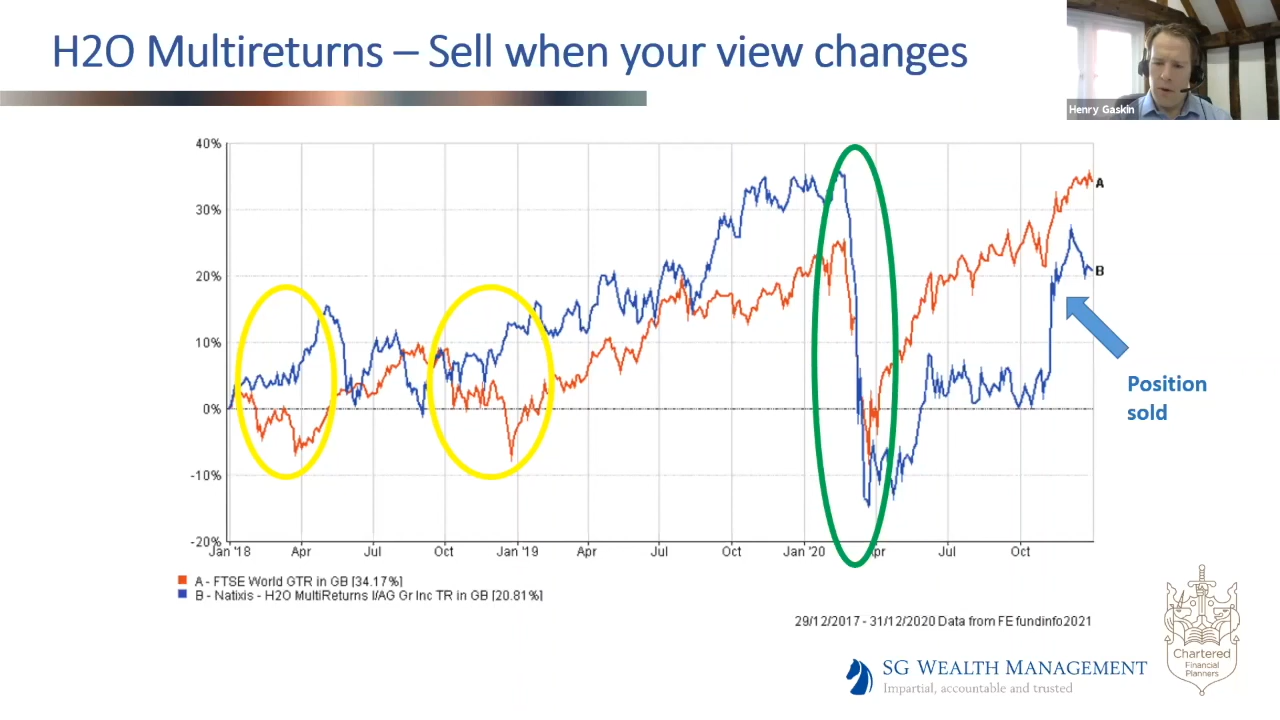 H2O Multireturns – Sell when your view changes
Henry Gaskin
40%
30%
20%
10%
0%
-10%
-20%
A
B
Position
sold
Jan '18
Apr
Jul
Oct
Jan '19
Apr
Jul
Oct
Jan '20
Apr
Jul
Oct
A - FTSE World GTR in GB [34.17%]
B - Natixis - H2O MultiReturns I/AG Gr Inc TR in GB [20.81%]
29/12/2017 - 31/12/2020 Data from FE fundinfo2021
SG Wealth Management
Impartial, accountable and trusted
Chartered
Financial
Planners